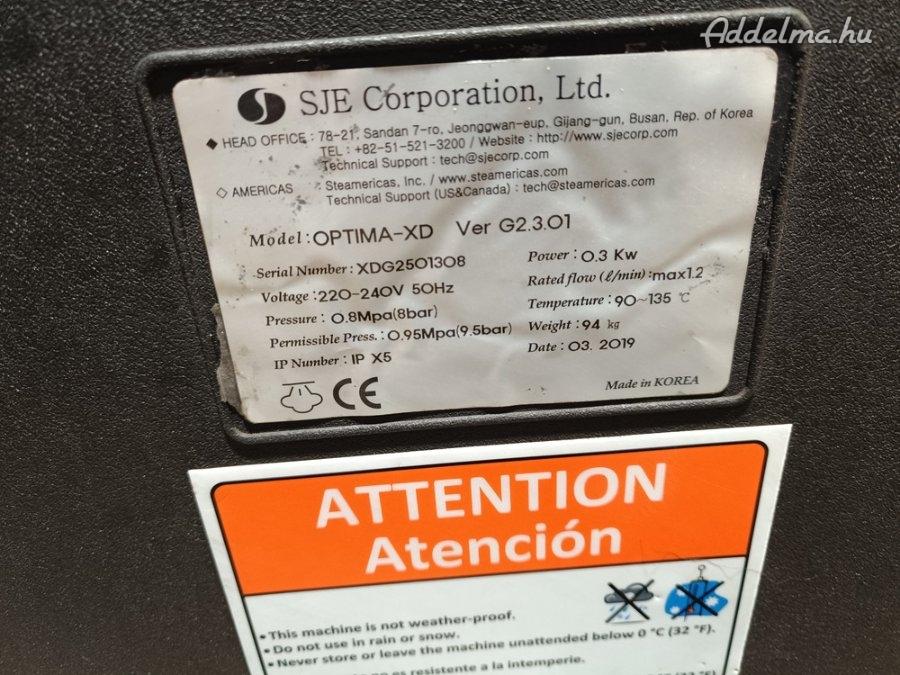 Addelma.hu
SJE Corporation, Ltd.
◆ HEAD OFFICE : 78-21, Sandan 7-ro, Jeonggwan-eup, Gijang-gun, Busan, Rep. of Korea
TEL : +82-51-521-3200 / Website : http://www.sjecorp.com
Technical Support : tech@sjecorp.com
◇ AMERICAS Steamericas, Inc. / www.steamericas.com
Technical Support (US&Canada) : tech@steamericas.com
Model : OPTIMA-XD Ver G2.3.01
Serial Number : XDG2501308
Power : 0.3 Kw
Voltage : 220-240V 50Hz
Rated flow (ℓ/min) : max1.2
Pressure : 0.8Mpa(8bar)
Temperature : 90~135 ℃
Permissible Press. : 0.95Mpa(9.5bar)
Weight : 94 kg
IP Number : IP X5
Date : 03. 2019
CE
Made in KOREA
ATTENTION
Atención
• This machine is not weather-proof.
• Do not use in rain or snow.
• Never store or leave the machine unattended below 0 °C (32 °F).
no es resistente a la intemperie.